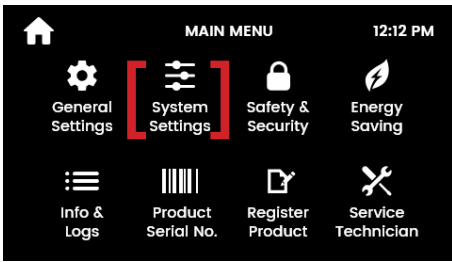 MAIN MENU 12:12 PM
General Settings
System Settings
Safety & Security
Energy Saving
Info & Logs
Product Serial No.
Register Product
Service Technician